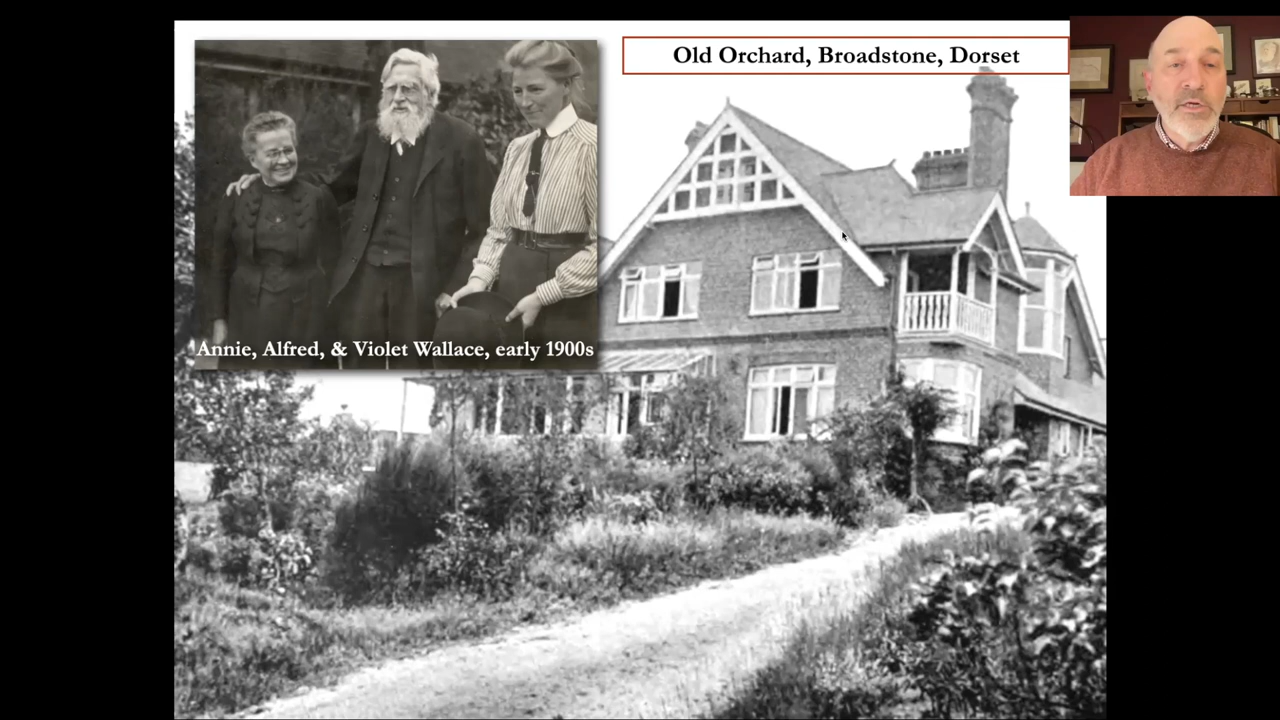 Old Orchard, Broadstone, Dorset
Annie, Alfred, & Violet Wallace, early 1900s